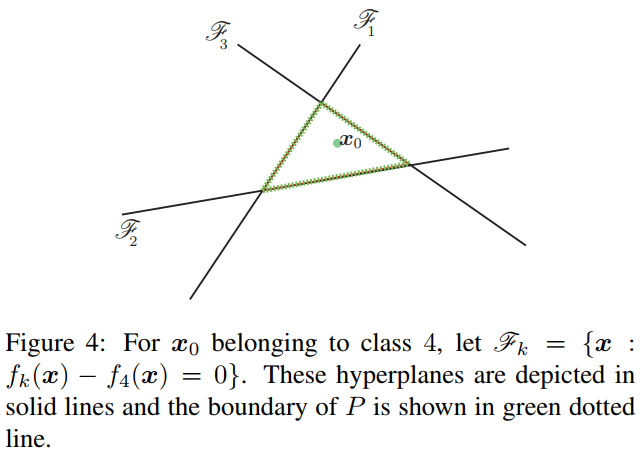 ℱ₃ ℱ₁
𝒙₀
ℱ₂
Figure 4: For 𝒙₀ belonging to class 4, let ℱₖ = {𝒙 :
fₖ(𝒙) − f₄(𝒙) = 0}. These hyperplanes are depicted in
solid lines and the boundary of P is shown in green dotted
line.